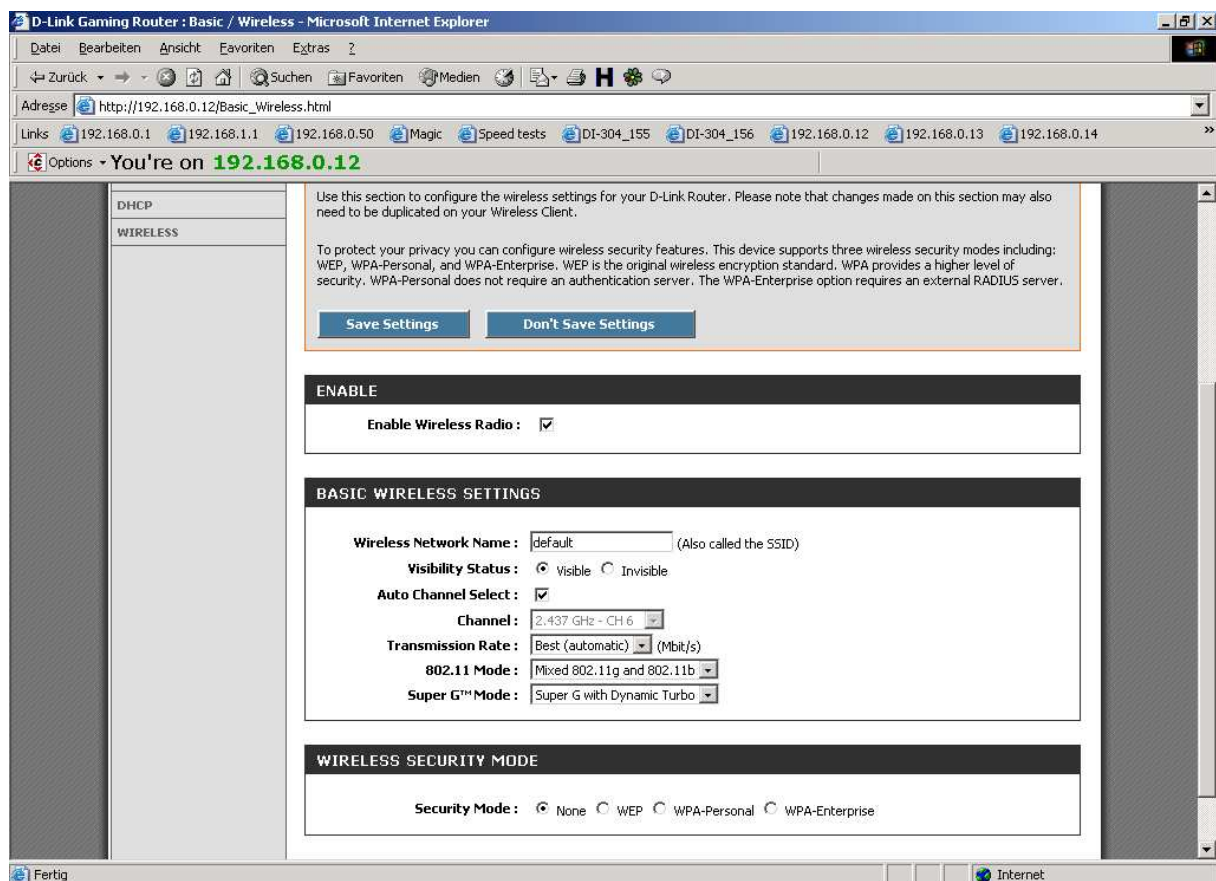 D-Link Gaming Router : Basic / Wireless - Microsoft Internet Explorer
Datei Bearbeiten Ansicht Favoriten Extras ?
Zurück Suchen Favoriten Medien H
Adresse http://192.168.0.12/Basic_Wireless.html
Links 192.168.0.1 192.168.1.1 192.168.0.50 Magic Speed tests DI-304_155 DI-304_156 192.168.0.12 192.168.0.13 192.168.0.14 »
Options You're on 192.168.0.12
DHCP
WIRELESS
Use this section to configure the wireless settings for your D-Link Router. Please note that changes made on this section may also
need to be duplicated on your Wireless Client.
To protect your privacy you can configure wireless security features. This device supports three wireless security modes including:
WEP, WPA-Personal, and WPA-Enterprise. WEP is the original wireless encryption standard. WPA provides a higher level of
security. WPA-Personal does not require an authentication server. The WPA-Enterprise option requires an external RADIUS server.
Save Settings Don't Save Settings
ENABLE
Enable Wireless Radio :
BASIC WIRELESS SETTINGS
Wireless Network Name : default (Also called the SSID)
Visibility Status : Visible Invisible
Auto Channel Select :
Channel : 2.437 GHz - CH 6
Transmission Rate : Best (automatic) (Mbit/s)
802.11 Mode : Mixed 802.11g and 802.11b
Super G™ Mode : Super G with Dynamic Turbo
WIRELESS SECURITY MODE
Security Mode : None WEP WPA-Personal WPA-Enterprise
Fertig Internet